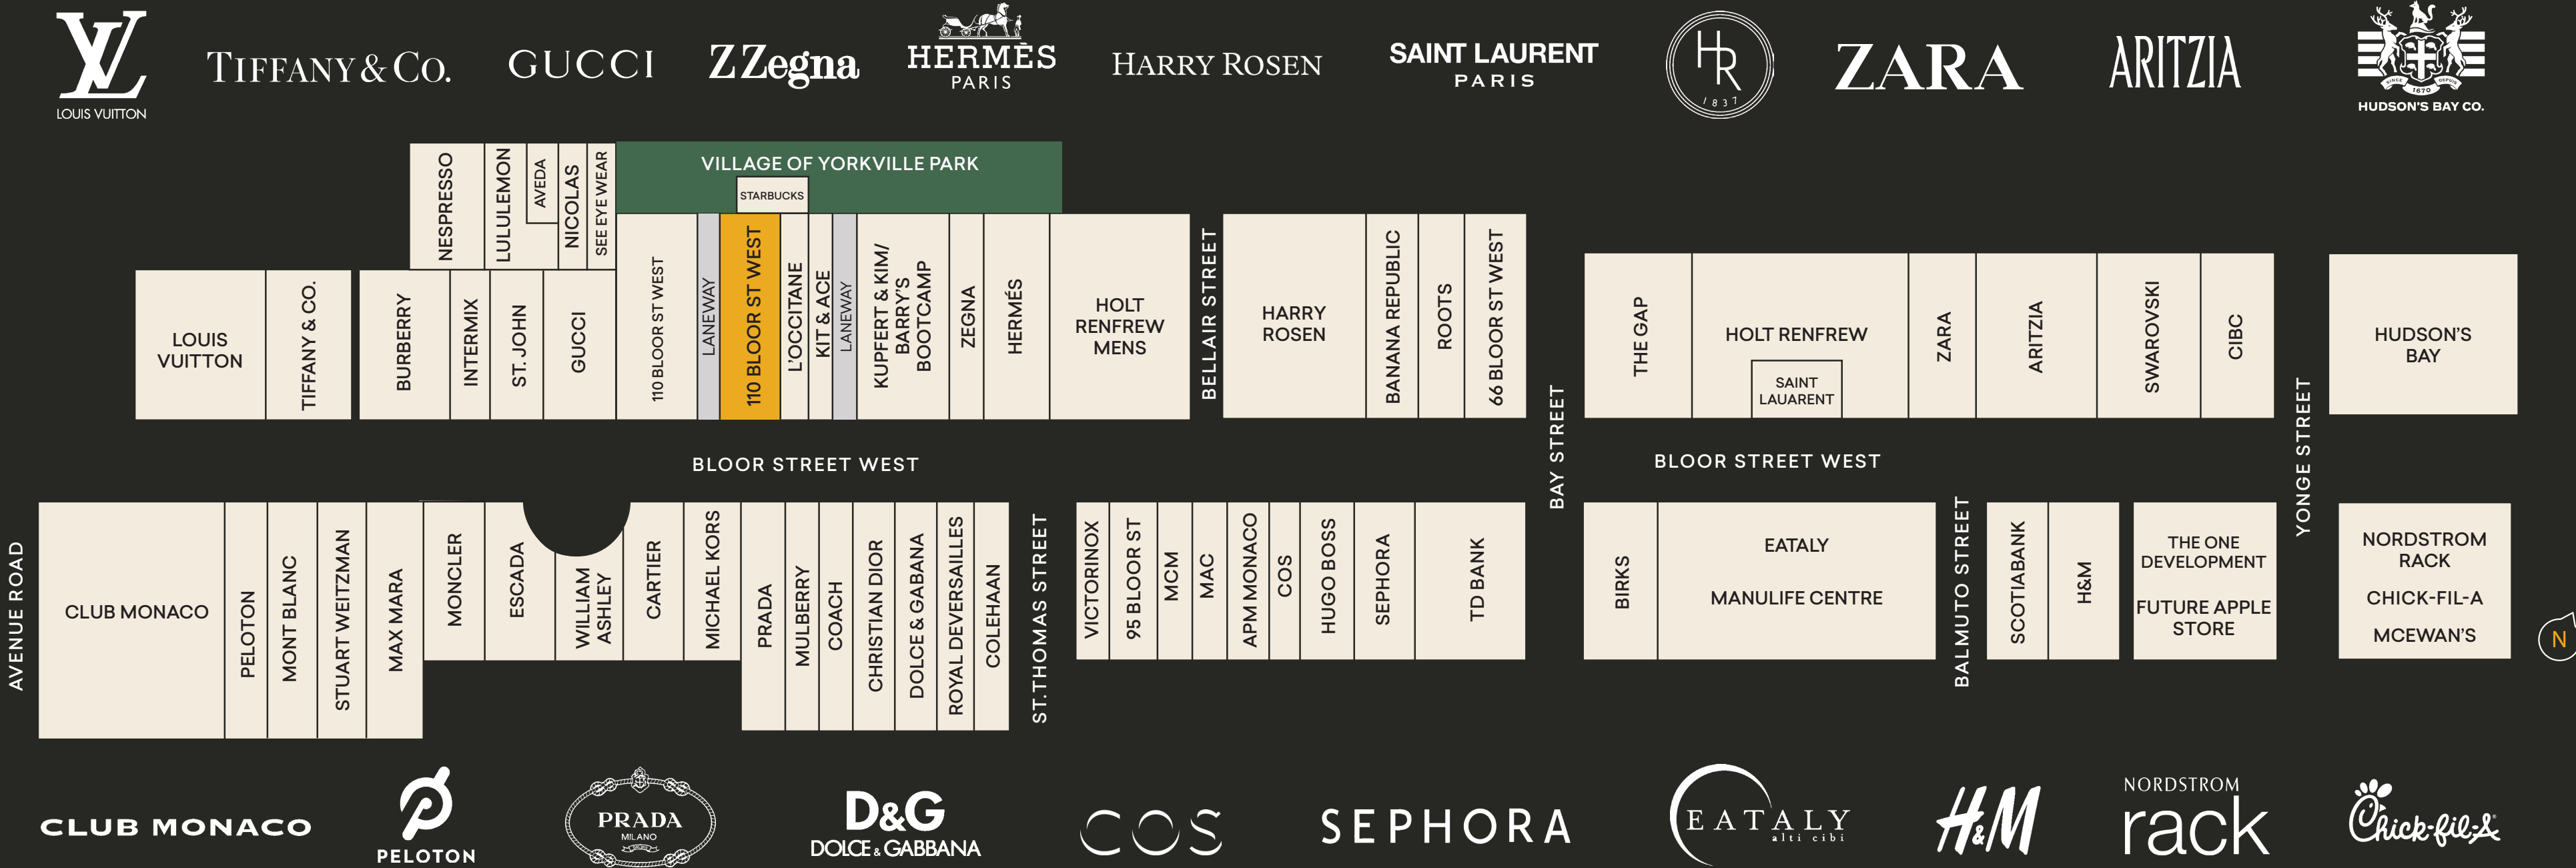 LV
LOUIS VUITTON
TIFFANY & CO.
GUCCI
ZZegna
HERMÈS
PARIS
HARRY ROSEN
SAINT LAURENT
PARIS
HR
1837
ZARA
ARITZIA
SINCE
DEPUIS
1670
HUDSON'S BAY CO.
NESPRESSO
LULULEMON
AVEDA
NICOLAS
SEE EYE WEAR
VILLAGE OF YORKVILLE PARK
STARBUCKS
LOUIS
VUITTON
TIFFANY & CO.
BURBERRY
INTERMIX
ST. JOHN
GUCCI
110 BLOOR ST WEST
LANEWAY
110 BLOOR ST WEST
L'OCCITANE
KIT & ACE
LANEWAY
KUPFERT & KIM/
BARRY'S
BOOTCAMP
ZEGNA
HERMÉS
HOLT
RENFREW
MENS
BELLAIR STREET
HARRY
ROSEN
BANANA REPUBLIC
ROOTS
66 BLOOR ST WEST
BAY STREET
THE GAP
HOLT RENFREW
SAINT
LAUARENT
ZARA
ARITZIA
SWAROVSKI
CIBC
YONGE STREET
HUDSON'S
BAY
BLOOR STREET WEST
BLOOR STREET WEST
AVENUE ROAD
CLUB MONACO
PELOTON
MONT BLANC
STUART WEITZMAN
MAX MARA
MONCLER
ESCADA
WILLIAM
ASHLEY
CARTIER
MICHAEL KORS
PRADA
MULBERRY
COACH
CHRISTIAN DIOR
DOLCE & GABANA
ROYAL DEVERSAILLES
COLEHAAN
ST.THOMAS STREET
VICTORINOX
95 BLOOR ST
MCM
MAC
APM MONACO
COS
HUGO BOSS
SEPHORA
TD BANK
BIRKS
EATALY
MANULIFE CENTRE
BALMUTO STREET
SCOTIABANK
H&M
THE ONE
DEVELOPMENT
FUTURE APPLE
STORE
NORDSTROM
RACK
CHICK-FIL-A
MCEWAN'S
N
CLUB MONACO
PELOTON
PRADA
MILANO
D&G
DOLCE & GABBANA
COS
SEPHORA
EATALY
alti cibi
H&M
NORDSTROM
rack
Chick-fil-A